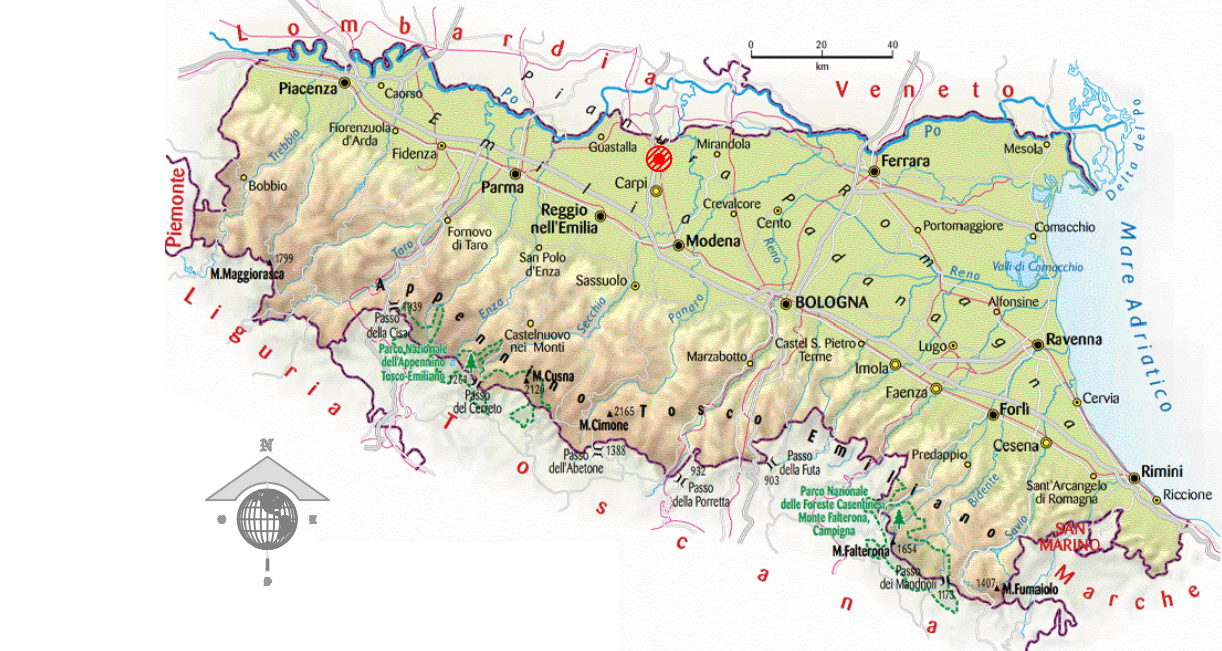 Lombardia
0 20 40
km
Veneto
Piacenza
Caorso
Po
Pianura Padana
Po
Delta del Po
Fiorenzuola
d'Arda
Trebbia
Emilia
Guastalla
Mirandola
Ferrara
Mesola
Fidenza
Parma
Carpi
Romagna
Piemonte
Bobbio
Reggio
nell'Emilia
Crevalcore
Cento
Portomaggiore
Comacchio
Mare Adriatico
Fornovo
di Taro
Taro
Modena
Reno
San Polo
d'Enza
1799
M.Maggiorasca
Sassuolo
Reno
Valli di Comacchio
Liguria
Appennino Tosco Emiliano
1039
Passo
della Cisa
Enza
Secchia
Panaro
BOLOGNA
Alfonsine
Castelnuovo
nei Monti
Marzabotto
Castel S. Pietro
Terme
Lugo
Ravenna
Parco Nazionale
dell'Appennino
Tosco-Emiliano
1261
Passo
del Cerreto
M.Cusna
2120
Imola
Faenza
Cervia
2165
M.Cimone
Forlì
Toscana
Passo
dell'Abetone
1388
932
Passo
della Porretta
Passo
della Futa
903
Predappio
Cesena
Bidente
Savio
Sant'Arcangelo
di Romagna
Rimini
Riccione
Parco Nazionale
delle Foreste Casentinesi,
Monte Falterona,
Campigna
M.Falterona
1654
SAN
MARINO
Passo
dei Mandrioli
1173
1407
M.Fumaiolo
Marche
N
O
E